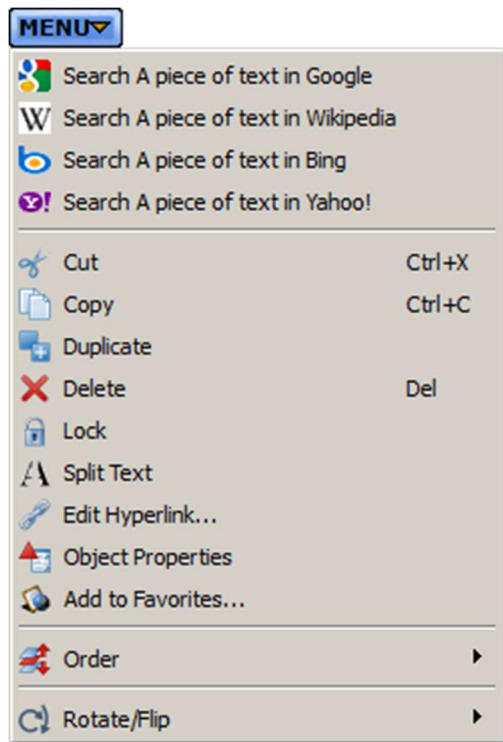 MENU
Search A piece of text in Google
Search A piece of text in Wikipedia
Search A piece of text in Bing
Search A piece of text in Yahoo!
Cut Ctrl+X
Copy Ctrl+C
Duplicate
Delete Del
Lock
Split Text
Edit Hyperlink...
Object Properties
Add to Favorites...
Order
Rotate/Flip